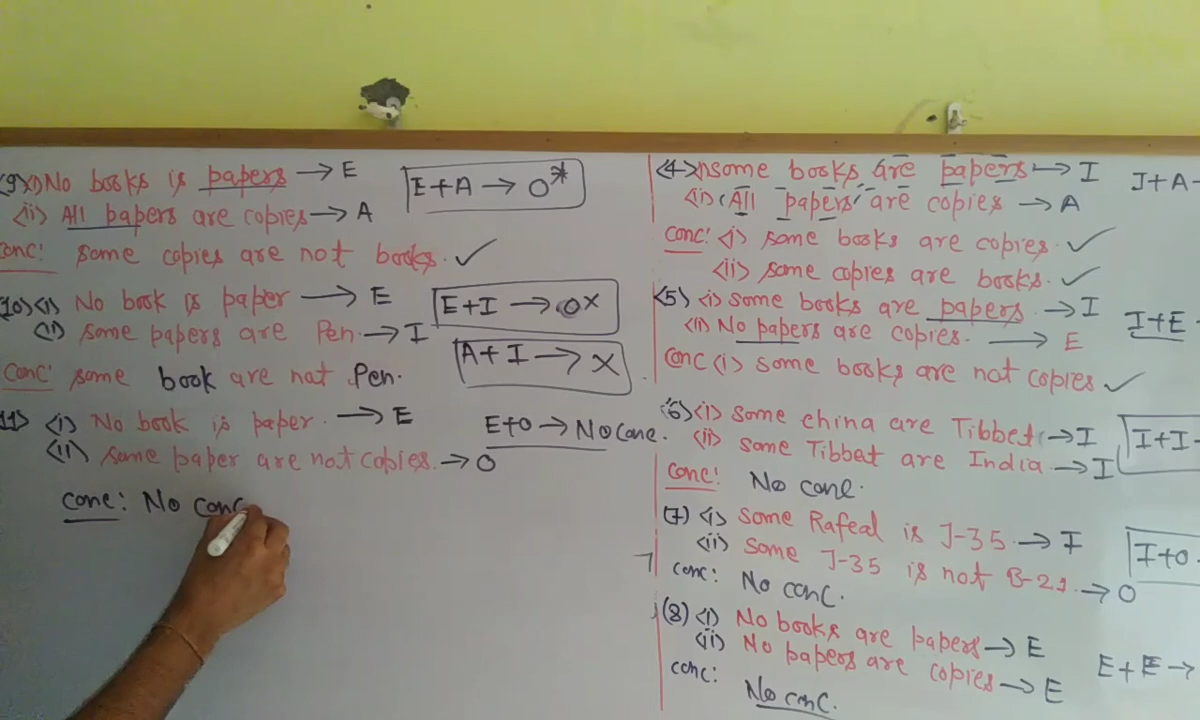 (9)(i) No books is papers → E
E + A → O*
(ii) All papers are copies → A
conc: some copies are not books. ✓
(10)(i) No book is paper → E
E + I → Ox
(i) some papers are Pen. → I
A + I → X
conc: some book are not Pen.
11) (i) No book is paper. → E
E+O → No conc.
(ii) some paper are not copies. → O
conc: No conc
(4)(i) some books are papers → I
I + A →
(i) (All papers are copies → A
conc: (i) some books are copies. ✓
(ii) some copies are books. ✓
(5) (i) some books are papers. → I
I + E
(i) No papers are copies. → E
conc (i) some books are not copies ✓
(6)(i) some china are Tibbet → I
I + I
(ii) some Tibbet are India → I
conc: No conc.
(7) (i) some Rafeal is J-35. → I
(ii) some J-35 is not B-21. → O
I + O
conc: No conc.
(8) (i) No books are papers → E
(ii) No papers are copies → E
E + E →
conc: No conc.